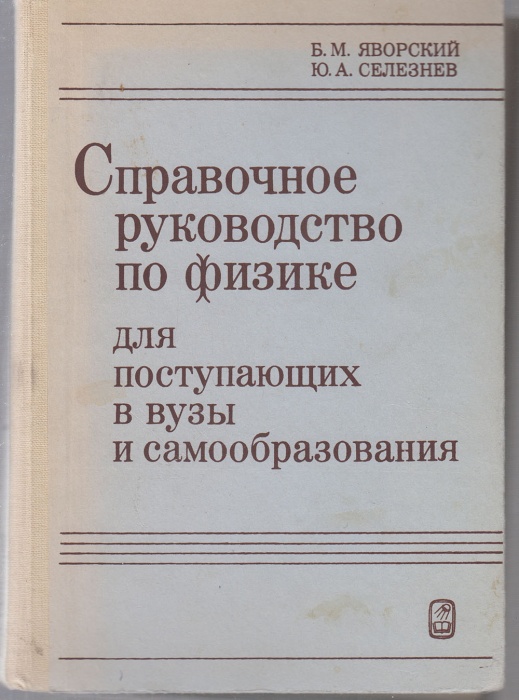 Б. М. ЯВОРСКИЙ
Ю. А. СЕЛЕЗНЕВ
Справочное
руководство
по физике
для
поступающих
в вузы
и самообразования